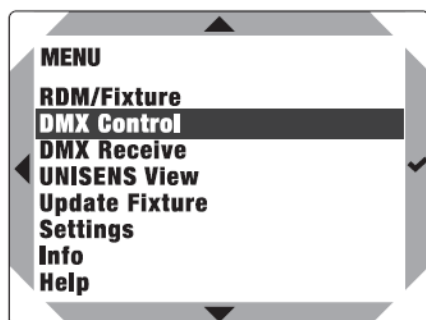 MENU
RDM/Fixture
DMX Control
DMX Receive
UNISENS View
Update Fixture
Settings
Info
Help